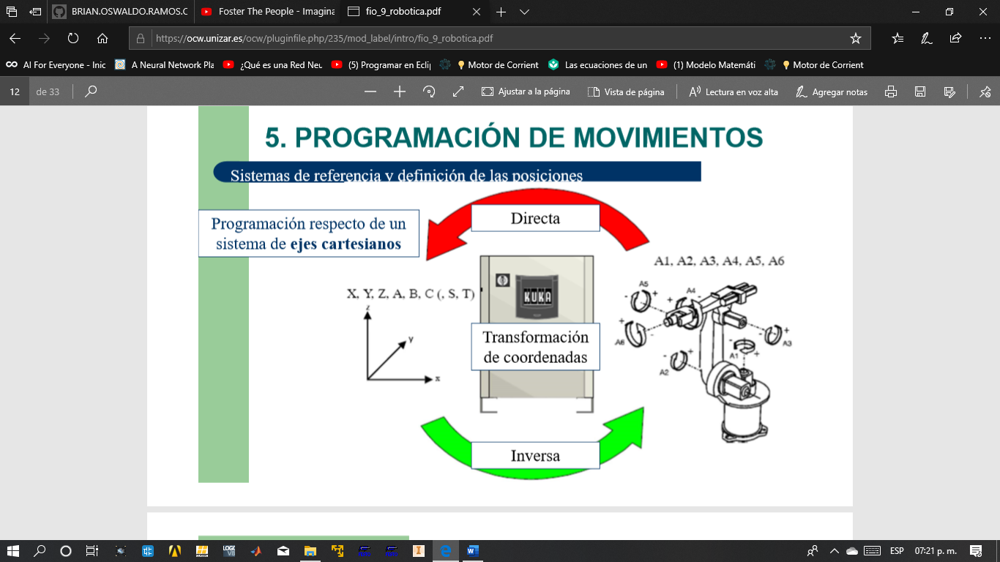 BRIAN.OSWALDO.RAMOS.C
Foster The People - Imagina
fio_9_robotica.pdf
https://ocw.unizar.es/ocw/pluginfile.php/235/mod_label/intro/fio_9_robotica.pdf
AI For Everyone - Inic
A Neural Network Pla
¿Qué es una Red Neu
(5) Programar en Ecli
Motor de Corrient
Las ecuaciones de un
(1) Modelo Matemáti
Motor de Corrient
12 de 33
Ajustar a la página
Vista de página
Lectura en voz alta
Agregar notas
5. PROGRAMACIÓN DE MOVIMIENTOS
Sistemas de referencia y definición de las posiciones
Directa
Programación respecto de un
sistema de ejes cartesianos
A1, A2, A3, A4, A5, A6
X, Y, Z, A, B, C (, S, T)
z
y
x
KUKA
Transformación
de coordenadas
A5
- +
A4
+ -
+
A6 -
- +
A3
A1 +
-
- +
A2
Inversa
ESP
07:21 p. m.